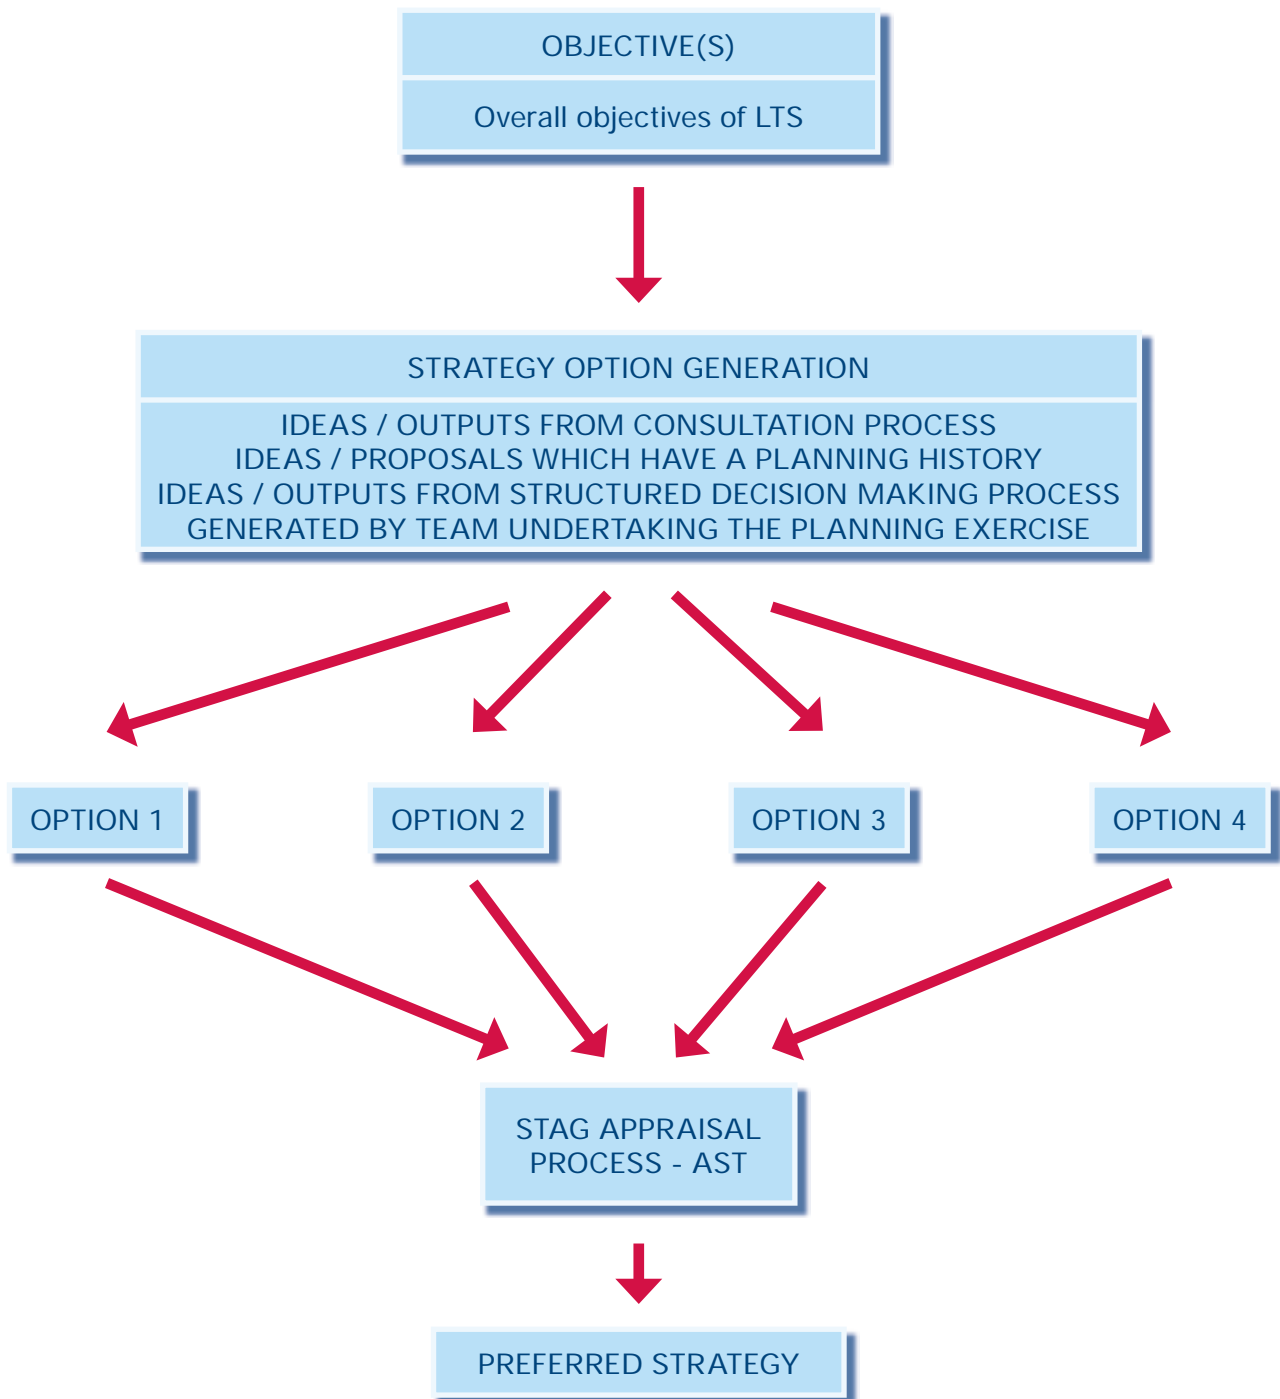 OBJECTIVE(S)
Overall objectives of LTS
STRATEGY OPTION GENERATION
IDEAS / OUTPUTS FROM CONSULTATION PROCESS
IDEAS / PROPOSALS WHICH HAVE A PLANNING HISTORY
IDEAS / OUTPUTS FROM STRUCTURED DECISION MAKING PROCESS
GENERATED BY TEAM UNDERTAKING THE PLANNING EXERCISE
OPTION 1
OPTION 2
OPTION 3
OPTION 4
STAG APPRAISAL
PROCESS - AST
PREFERRED STRATEGY